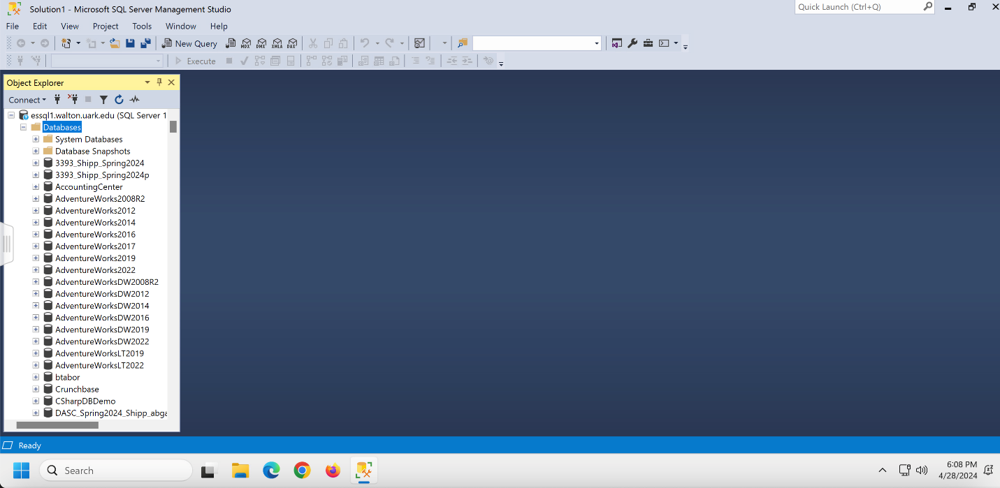 Solution1 - Microsoft SQL Server Management Studio
Quick Launch (Ctrl+Q)
File Edit View Project Tools Window Help
New Query MDX DMX XMLA DAX
Execute
Object Explorer
Connect
essql1.walton.uark.edu (SQL Server 1
Databases
System Databases
Database Snapshots
3393_Shipp_Spring2024
3393_Shipp_Spring2024p
AccountingCenter
AdventureWorks2008R2
AdventureWorks2012
AdventureWorks2014
AdventureWorks2016
AdventureWorks2017
AdventureWorks2019
AdventureWorks2022
AdventureWorksDW2008R2
AdventureWorksDW2012
AdventureWorksDW2014
AdventureWorksDW2016
AdventureWorksDW2019
AdventureWorksDW2022
AdventureWorksLT2019
AdventureWorksLT2022
btabor
Crunchbase
CSharpDBDemo
DASC_Spring2024_Shipp_abga
Ready
Search
6:08 PM
4/28/2024